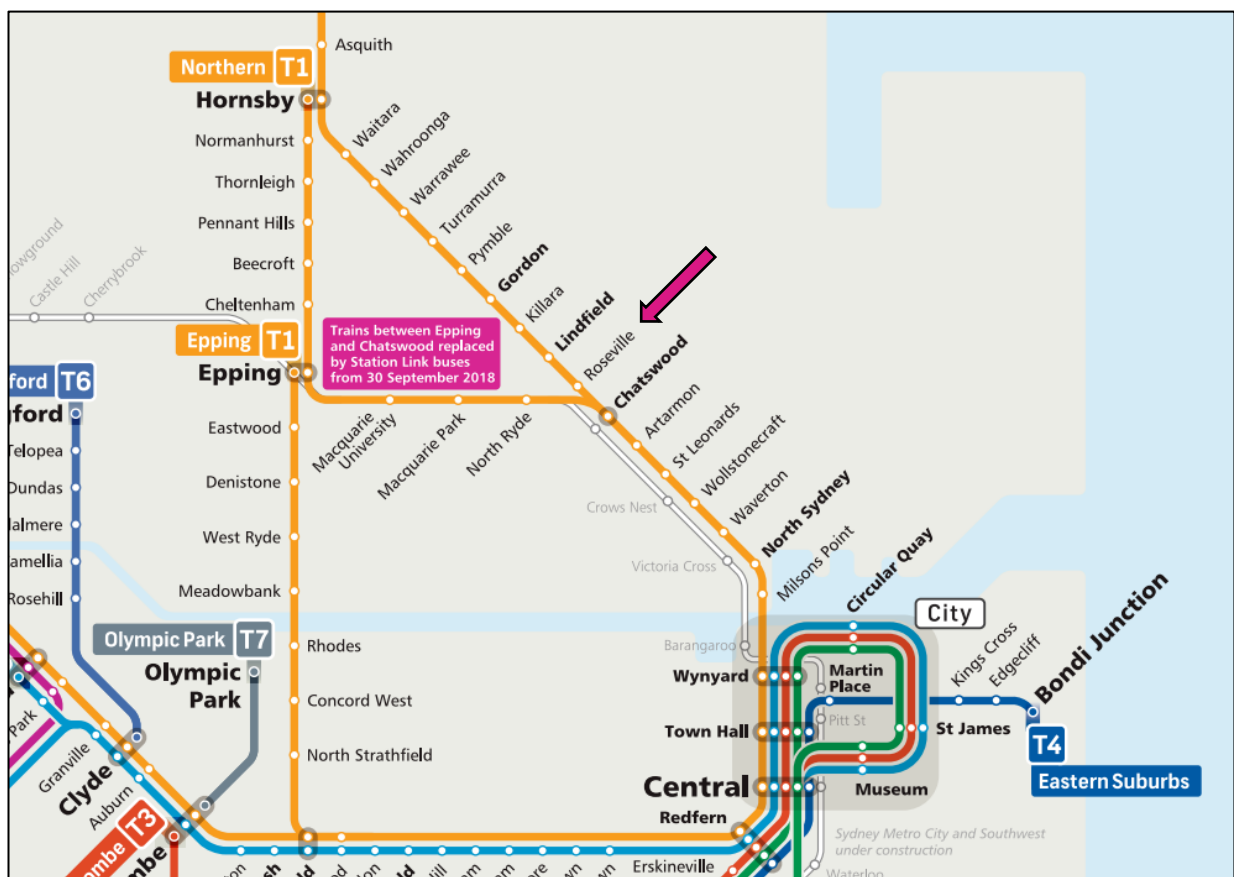 Asquith
Northern T1
Hornsby
Normanhurst
Thornleigh
Pennant Hills
Beecroft
Cheltenham
Waitara
Wahroonga
Warrawee
Turramurra
Pymble
Gordon
Killara
Lindfield
Roseville
Chatswood
Artarmon
St Leonards
Wollstonecraft
Waverton
North Sydney
Milsons Point
Castle Hill
Cherrybrook
Epping T1
Epping
Trains between Epping
and Chatswood replaced
by Station Link buses
from 30 September 2018
Macquarie
University
Macquarie Park
North Ryde
Crows Nest
Victoria Cross
Barangaroo
T6
Telopea
Dundas
Rosehill
Eastwood
Denistone
West Ryde
Meadowbank
Rhodes
Concord West
North Strathfield
Olympic Park T7
Olympic
Park
Park
Granville
Clyde
Auburn
T3
City
Circular Quay
Wynyard
Martin
Place
Town Hall
Pitt St
St James
Central
Museum
Redfern
Erskineville
Kings Cross
Edgecliff
Bondi Junction
T4
Eastern Suburbs
Sydney Metro City and Southwest
under construction
Waterloo